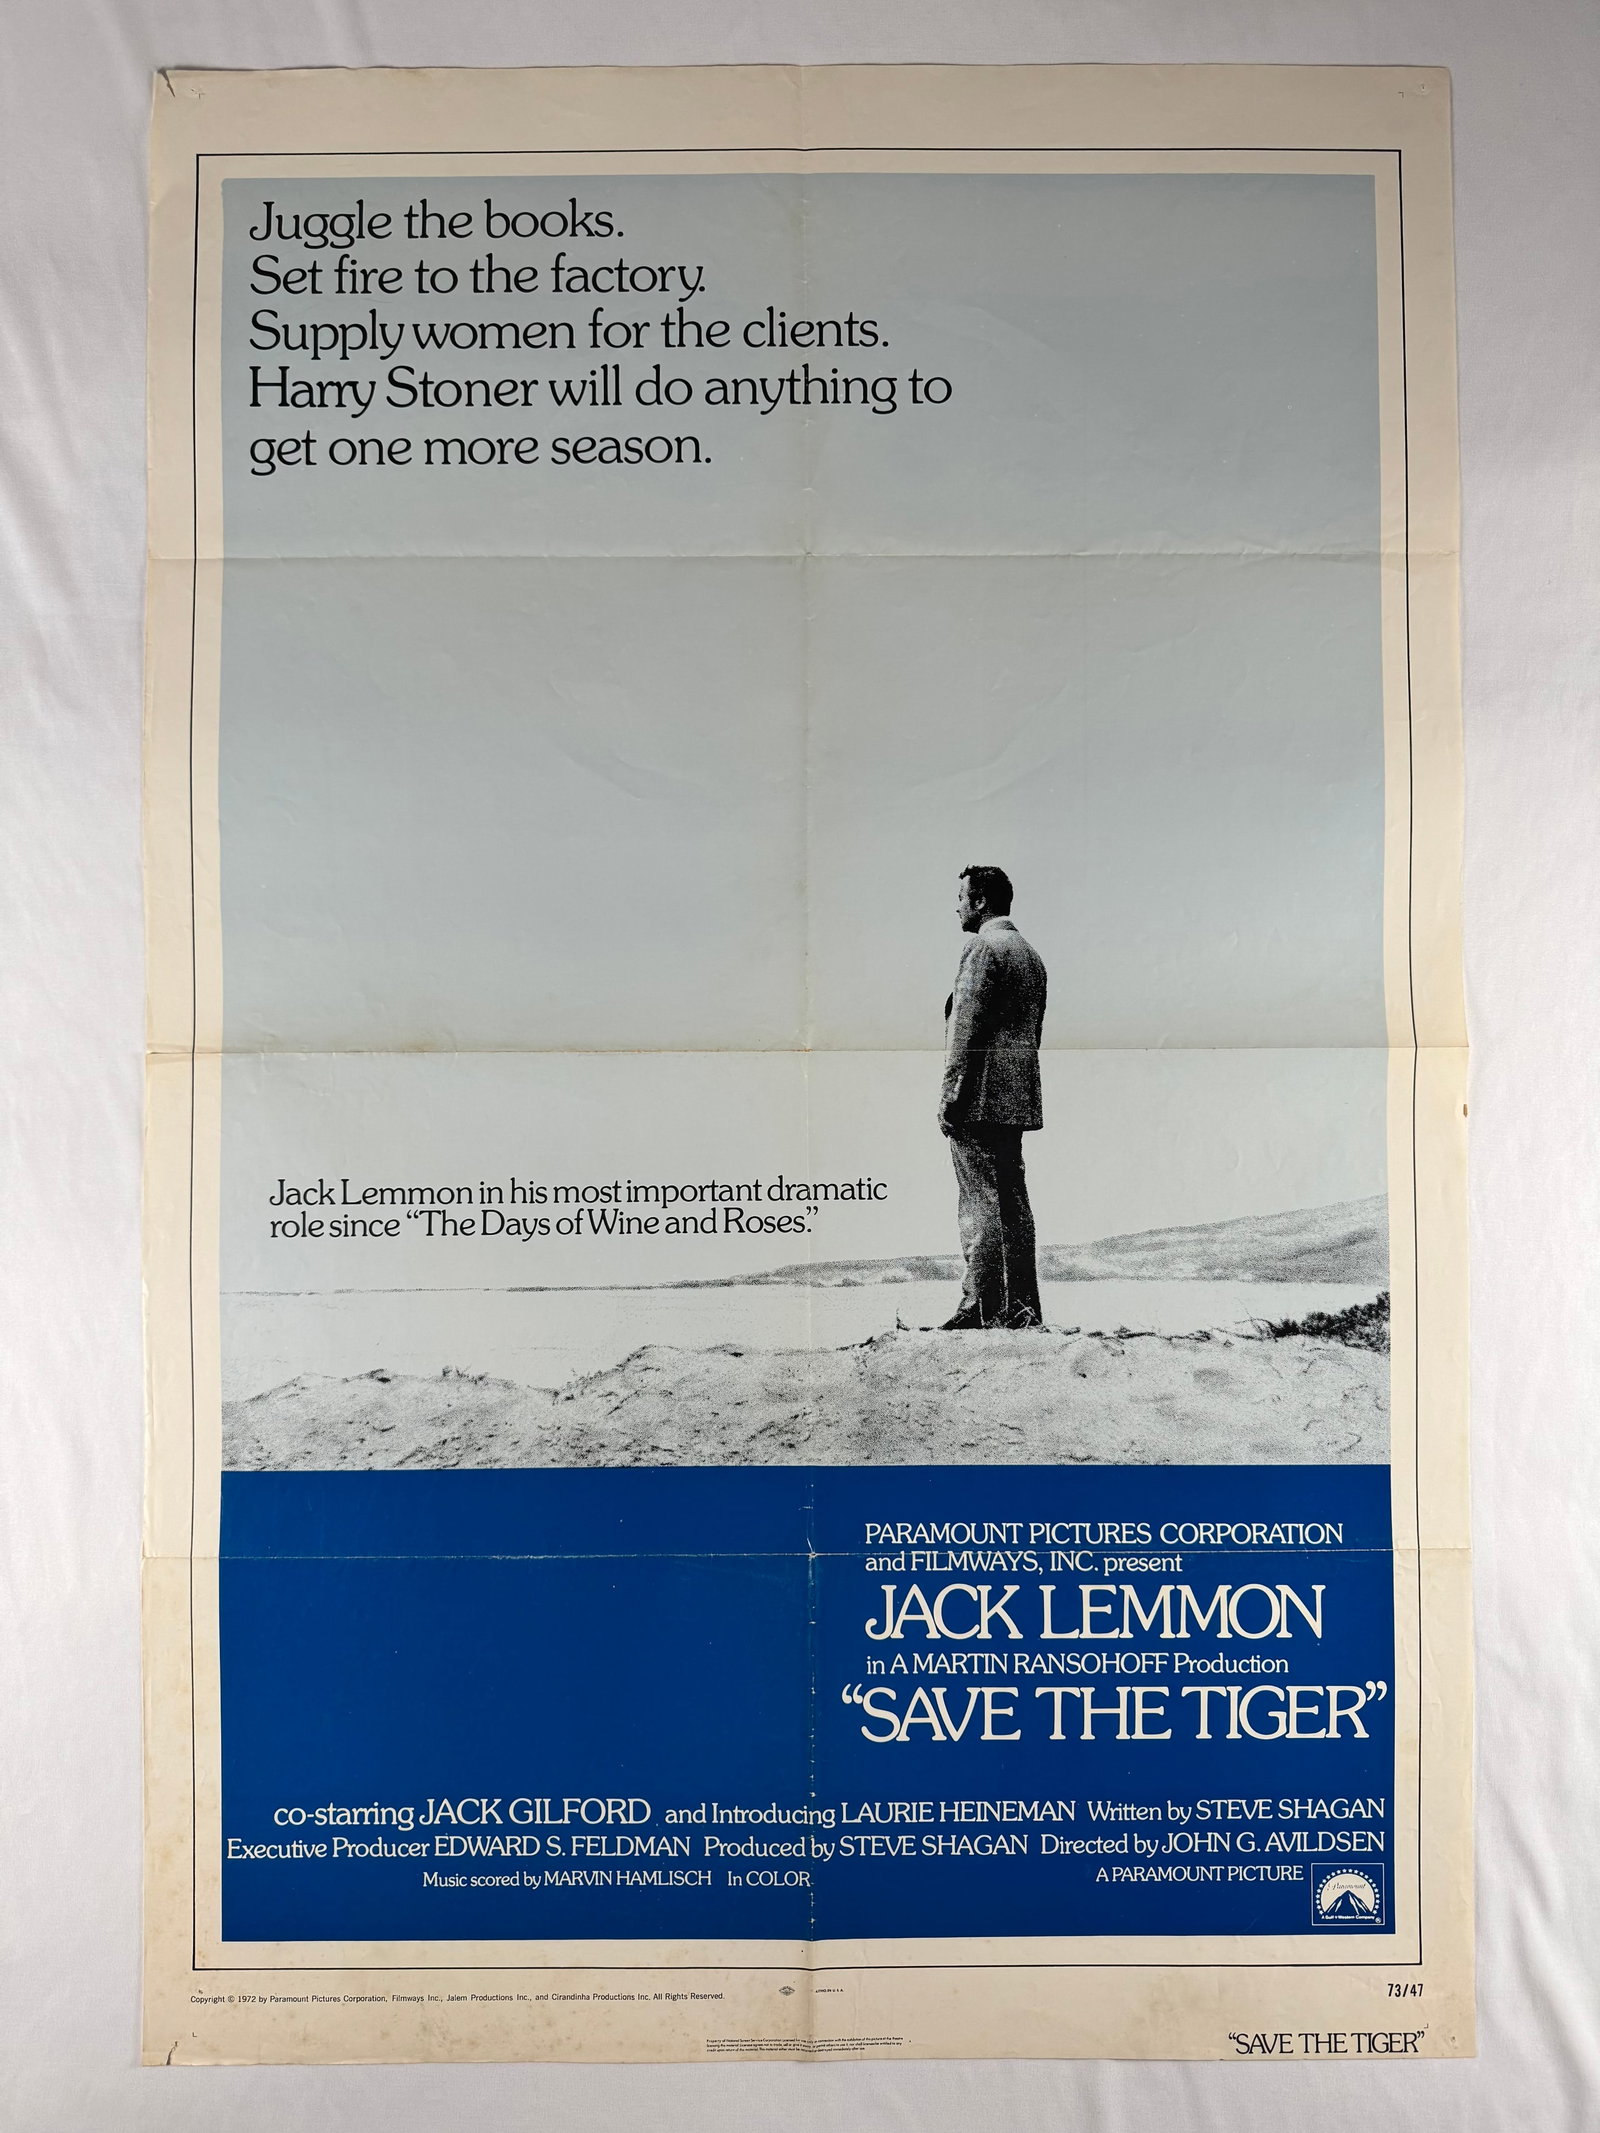 Juggle the books.
Set fire to the factory.
Supply women for the clients.
Harry Stoner will do anything to
get one more season.
Jack Lemmon in his most important dramatic
role since “The Days of Wine and Roses.”
PARAMOUNT PICTURES CORPORATION
and FILMWAYS, INC. present
JACK LEMMON
in A MARTIN RANSOHOFF Production
“SAVE THE TIGER”
co-starring JACK GILFORD and Introducing LAURIE HEINEMAN Written by STEVE SHAGAN
Executive Producer EDWARD S. FELDMAN Produced by STEVE SHAGAN Directed by JOHN G. AVILDSEN
Music scored by MARVIN HAMLISCH In COLOR
A PARAMOUNT PICTURE
Paramount
A Gulf + Western Company
Copyright © 1972 by Paramount Pictures Corporation, Filmways Inc., Jalem Productions Inc., and Cirandinha Productions Inc. All Rights Reserved.
73/47
“SAVE THE TIGER”